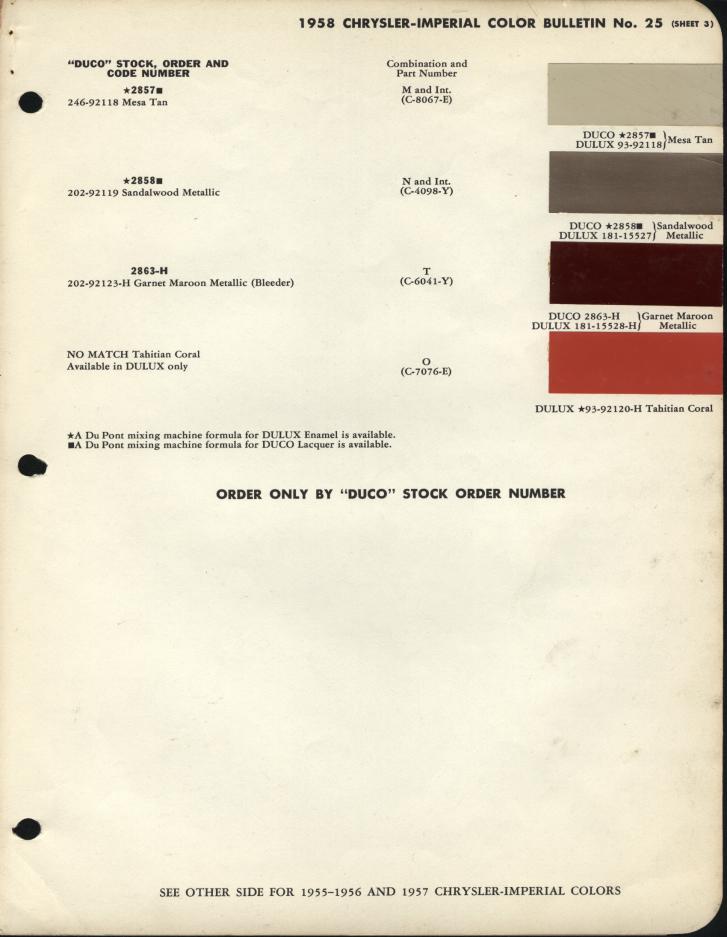 1958 CHRYSLER-IMPERIAL COLOR BULLETIN No. 25 (SHEET 3)
"DUCO" STOCK, ORDER AND
CODE NUMBER
Combination and
Part Number
★2857■
246-92118 Mesa Tan
M and Int.
(C-8067-E)
DUCO ★2857■
DULUX 93-92118} Mesa Tan
★2858■
202-92119 Sandalwood Metallic
N and Int.
(C-4098-Y)
DUCO ★2858■ }Sandalwood
DULUX 181-15527} Metallic
2863-H
202-92123-H Garnet Maroon Metallic (Bleeder)
T
(C-6041-Y)
DUCO 2863-H }Garnet Maroon
DULUX 181-15528-H} Metallic
NO MATCH Tahitian Coral
Available in DULUX only
O
(C-7076-E)
DULUX ★93-92120-H Tahitian Coral
★A Du Pont mixing machine formula for DULUX Enamel is available.
■A Du Pont mixing machine formula for DUCO Lacquer is available.
ORDER ONLY BY "DUCO" STOCK ORDER NUMBER
SEE OTHER SIDE FOR 1955–1956 AND 1957 CHRYSLER-IMPERIAL COLORS